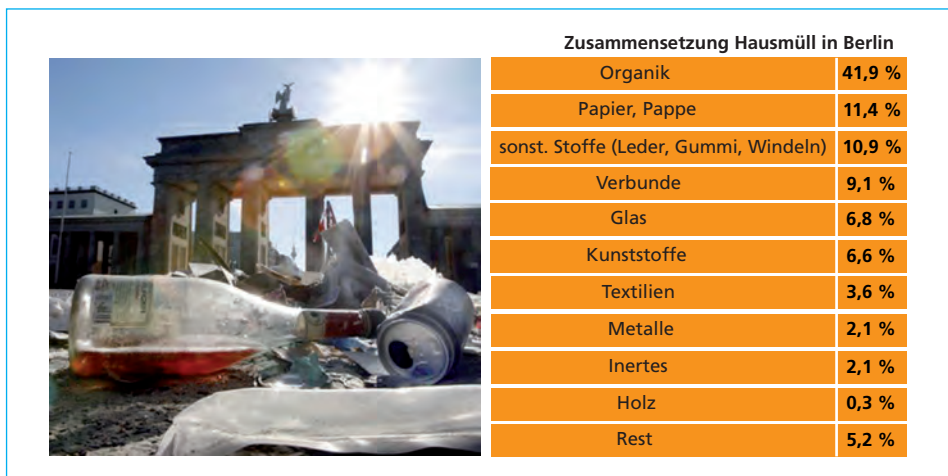 Zusammensetzung Hausmüll in Berlin
Organik 41,9 %
Papier, Pappe 11,4 %
sonst. Stoffe (Leder, Gummi, Windeln) 10,9 %
Verbunde 9,1 %
Glas 6,8 %
Kunststoffe 6,6 %
Textilien 3,6 %
Metalle 2,1 %
Inertes 2,1 %
Holz 0,3 %
Rest 5,2 %